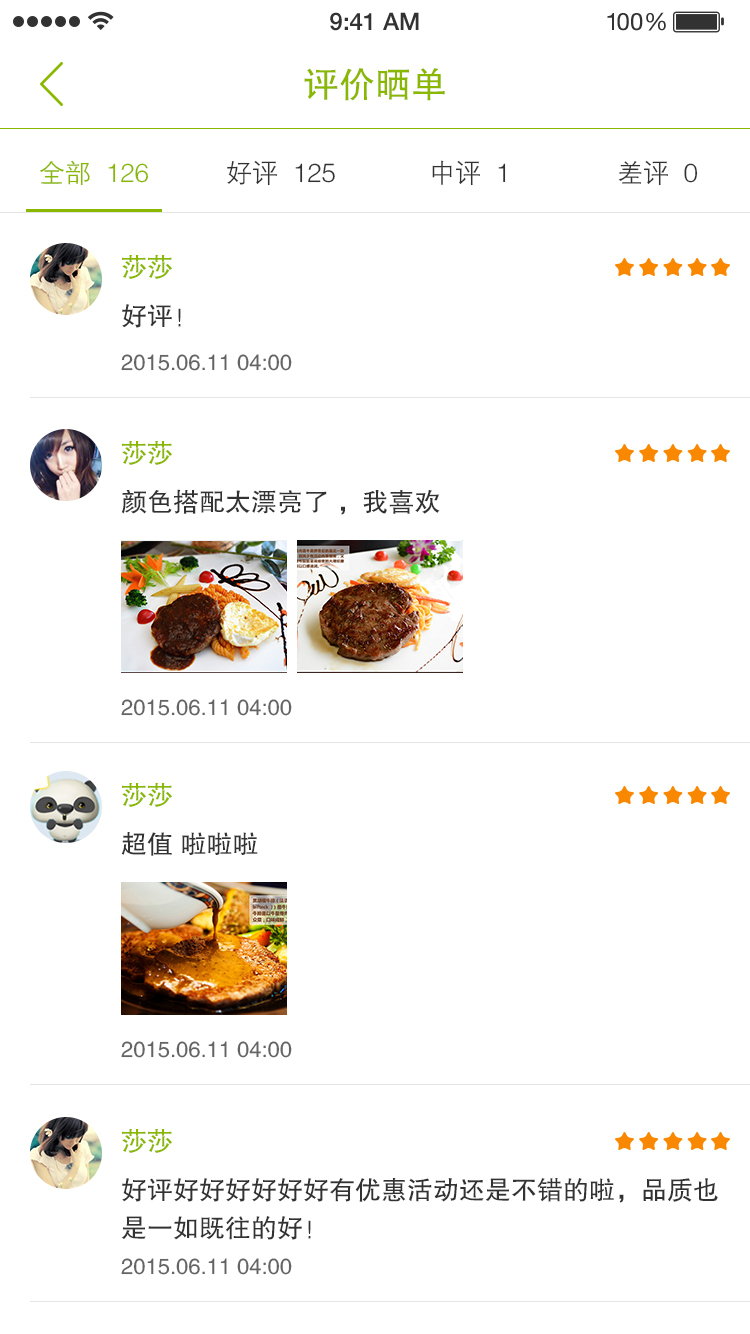 9:41 AM 100%
评价晒单
全部 126 好评 125 中评 1 差评 0
莎莎
好评!
2015.06.11 04:00
莎莎
颜色搭配太漂亮了，我喜欢
2015.06.11 04:00
莎莎
超值 啦啦啦
2015.06.11 04:00
莎莎
好评好好好好好好有优惠活动还是不错的啦，品质也
是一如既往的好!
2015.06.11 04:00